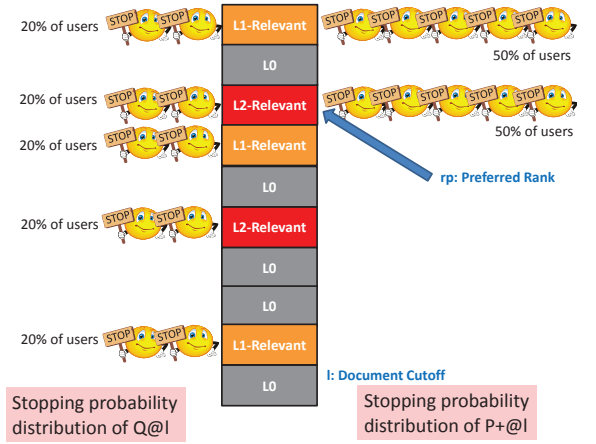 20% of users STOP STOP L1-Relevant STOP STOP STOP STOP STOP
L0 50% of users
20% of users STOP STOP L2-Relevant STOP STOP STOP STOP STOP
20% of users STOP STOP L1-Relevant 50% of users
L0 rp: Preferred Rank
20% of users STOP STOP L2-Relevant
L0
L0
20% of users STOP STOP L1-Relevant
L0 l: Document Cutoff
Stopping probability
distribution of Q@l
Stopping probability
distribution of P+@l